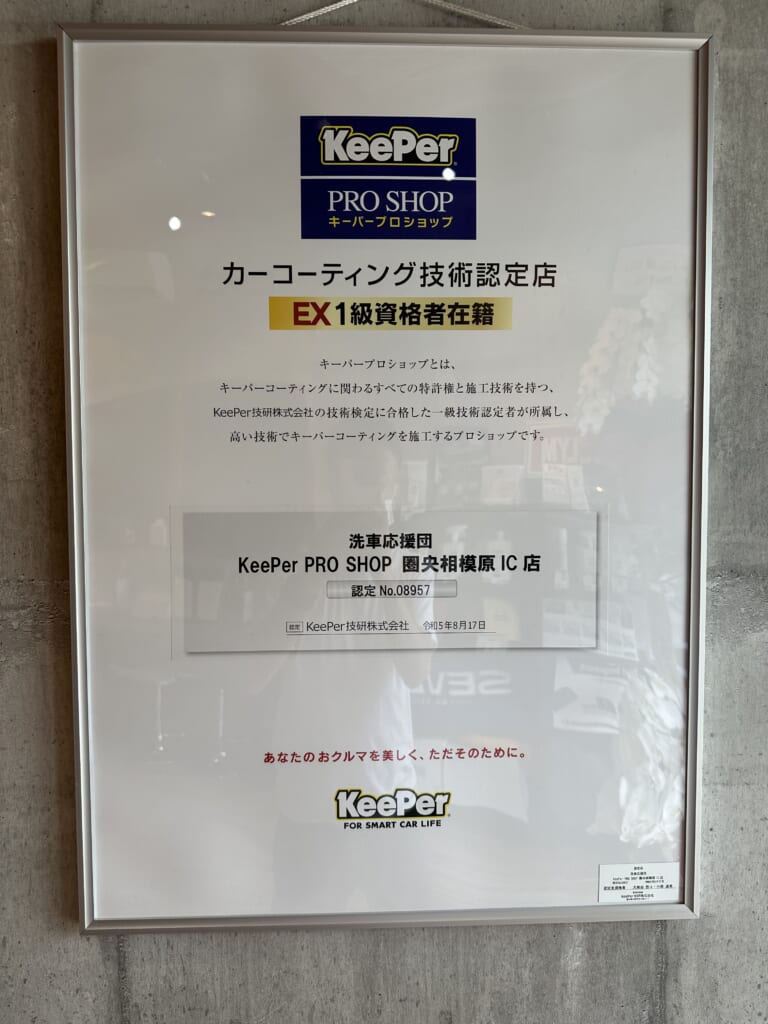 KeePer
PRO SHOP
キーパープロショップ
カーコーティング技術認定店
EX1級資格者在籍
キーパープロショップとは、
キーパーコーティングに関わるすべての特許権と施工技術を持つ、
KeePer技研株式会社の技術検定に合格した一級技術認定者が所属し、
高い技術でキーパーコーティングを施工するプロショップです。
洗車応援団
KeePer PRO SHOP 圏央相模原IC店
認定 No.08957
認定 KeePer技研株式会社 令和5年8月17日
あなたのおクルマを美しく、ただそのために。
KeePer
FOR SMART CAR LIFE